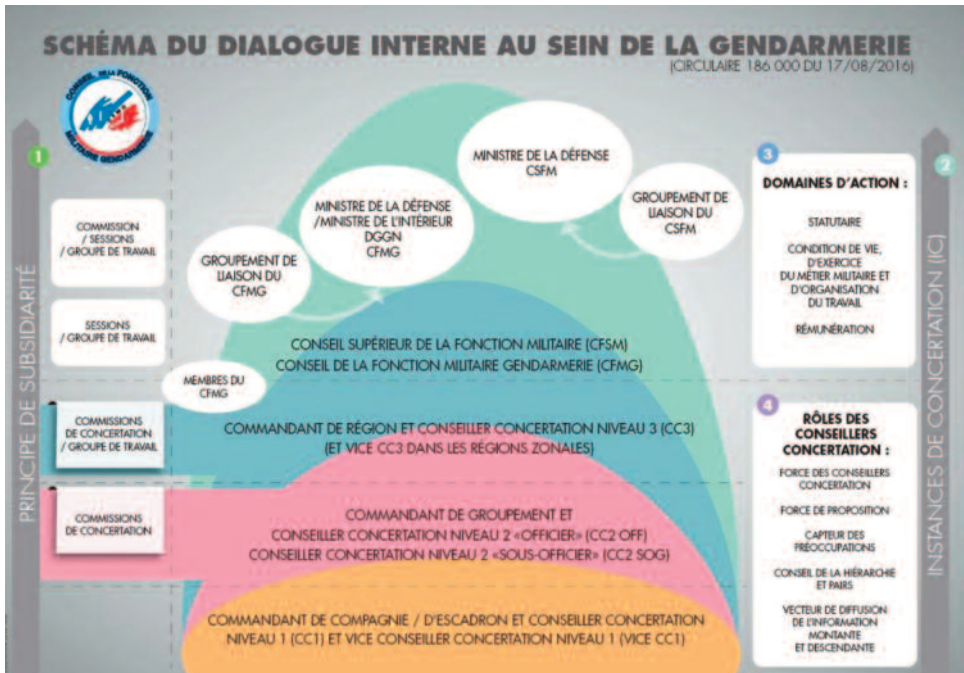 SCHÉMA DU DIALOGUE INTERNE AU SEIN DE LA GENDARMERIE
(CIRCULAIRE 186 000 DU 17/08/2016)
CONSEIL DE LA FONCTION
MILITAIRE GENDARMERIE
1
PRINCIPE DE SUBSIDIARITÉ
COMMISSION
/ SESSIONS
/ GROUPE DE TRAVAIL
SESSIONS
/ GROUPE DE TRAVAIL
COMMISSIONS
DE CONCERTATION
/ GROUPE DE TRAVAIL
COMMISSIONS
DE CONCERTATION
MINISTRE DE LA DÉFENSE
CSFM
MINISTRE DE LA DÉFENSE
/MINISTRE DE L'INTÉRIEUR
DGGN
CFMG
GROUPEMENT DE
LIAISON DU
CSFM
GROUPEMENT DE
LIAISON DU
CFMG
CONSEIL SUPÉRIEUR DE LA FONCTION MILITAIRE (CFSM)
CONSEIL DE LA FONCTION MILITAIRE GENDARMERIE (CFMG)
MEMBRES DU
CFMG
COMMANDANT DE RÉGION ET CONSEILLER CONCERTATION NIVEAU 3 (CC3)
(ET VICE CC3 DANS LES RÉGIONS ZONALES)
COMMANDANT DE GROUPEMENT ET
CONSEILLER CONCERTATION NIVEAU 2 «OFFICIER» (CC2 OFF)
CONSEILLER CONCERTATION NIVEAU 2 «SOUS-OFFICIER» (CC2 SOG)
COMMANDANT DE COMPAGNIE / D'ESCADRON ET CONSEILLER CONCERTATION
NIVEAU 1 (CC1) ET VICE CONSEILLER CONCERTATION NIVEAU 1 (VICE CC1)
3
DOMAINES D'ACTION :
STATUTAIRE
CONDITION DE VIE,
D'EXERCICE
DU MÉTIER MILITAIRE ET
D'ORGANISATION
DU TRAVAIL
RÉMUNÉRATION
4
RÔLES DES
CONSEILLERS
CONCERTATION :
FORCE DES CONSEILLERS
CONCERTATION
FORCE DE PROPOSITION
CAPTEUR DES
PRÉOCCUPATIONS
CONSEIL DE LA HIÉRARCHIE
ET PAIRS
VECTEUR DE DIFFUSION
DE L'INFORMATION
MONTANTE
ET DESCENDANTE
2
INSTANCES DE CONCERTATION (IC)